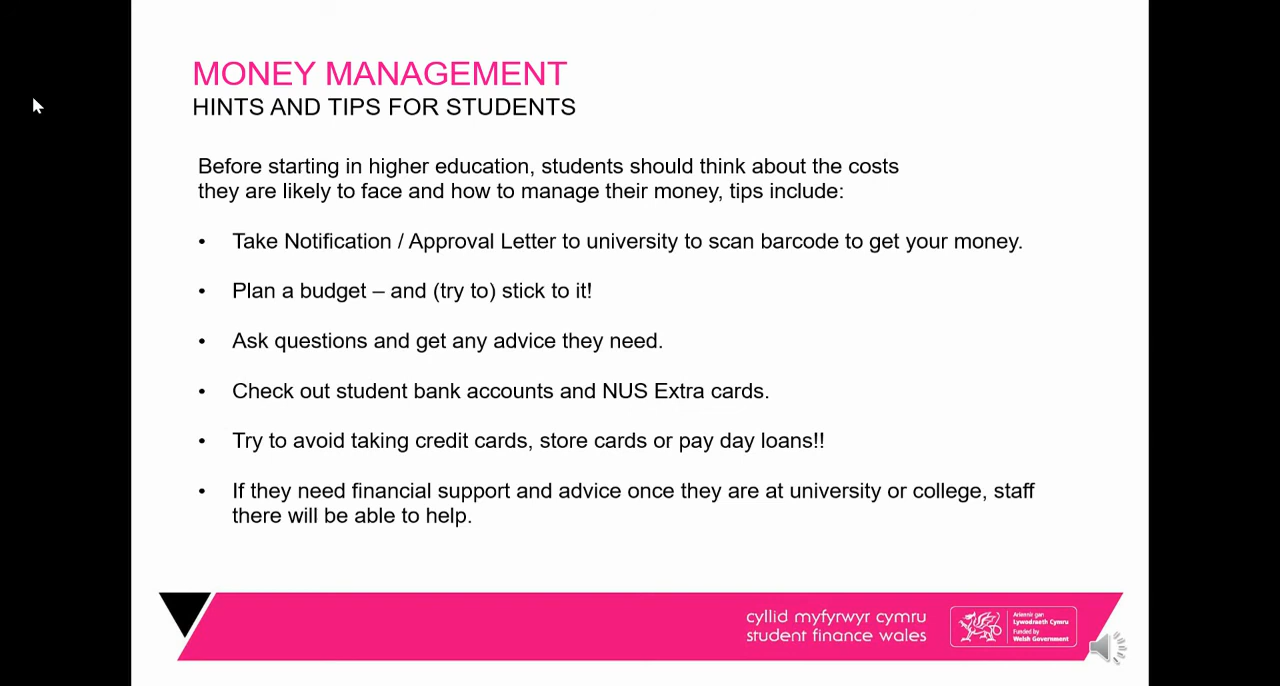 MONEY MANAGEMENT
HINTS AND TIPS FOR STUDENTS
Before starting in higher education, students should think about the costs
they are likely to face and how to manage their money, tips include:
• Take Notification / Approval Letter to university to scan barcode to get your money.
• Plan a budget – and (try to) stick to it!
• Ask questions and get any advice they need.
• Check out student bank accounts and NUS Extra cards.
• Try to avoid taking credit cards, store cards or pay day loans!!
• If they need financial support and advice once they are at university or college, staff
there will be able to help.
cyllid myfyrwyr cymru
student finance wales
Ariennir gan
Lywodraeth Cymru
Funded by
Welsh Government